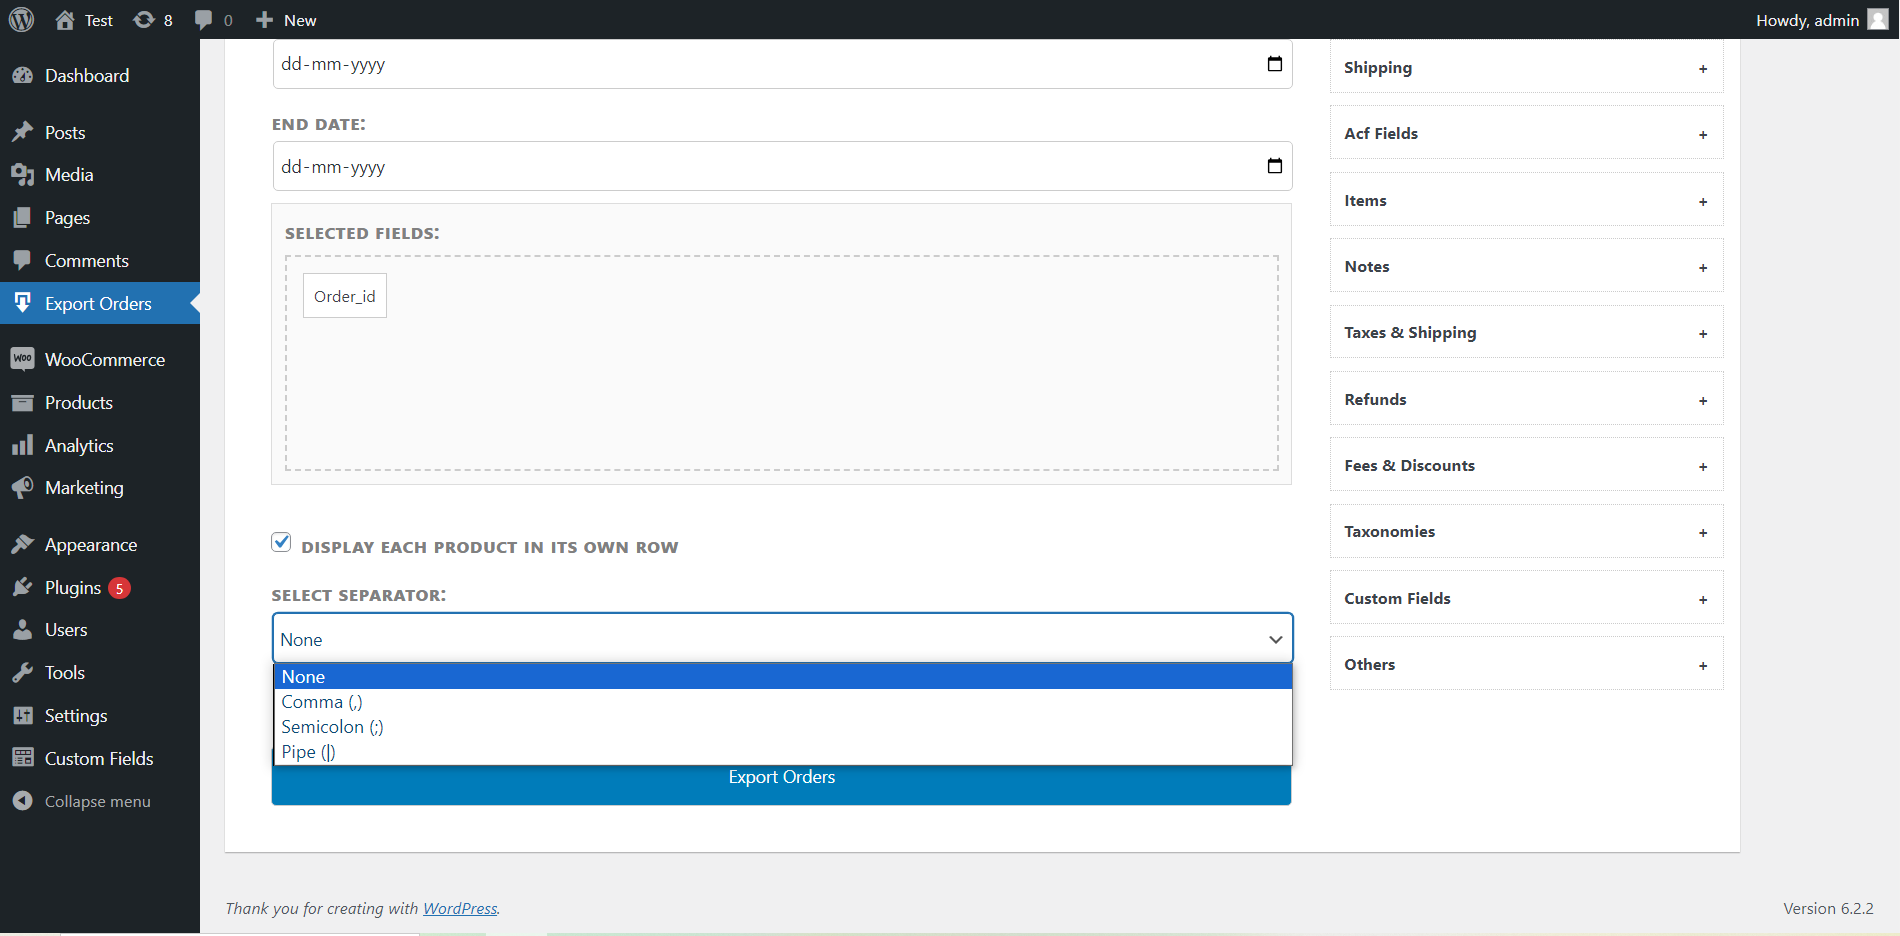 Test
8
0
New
Howdy, admin
Dashboard
Posts
Media
Pages
Comments
Export Orders
WOO
WooCommerce
Products
Analytics
Marketing
Appearance
Plugins 5
Users
Tools
Settings
Custom Fields
Collapse menu
dd-mm-yyyy
END DATE:
dd-mm-yyyy
SELECTED FIELDS:
Order_id
DISPLAY EACH PRODUCT IN ITS OWN ROW
SELECT SEPARATOR:
None
None
Comma (,)
Semicolon (;)
Pipe (|)
Export Orders
Shipping +
Acf Fields +
Items +
Notes +
Taxes & Shipping +
Refunds +
Fees & Discounts +
Taxonomies +
Custom Fields +
Others +
Thank you for creating with WordPress.
Version 6.2.2